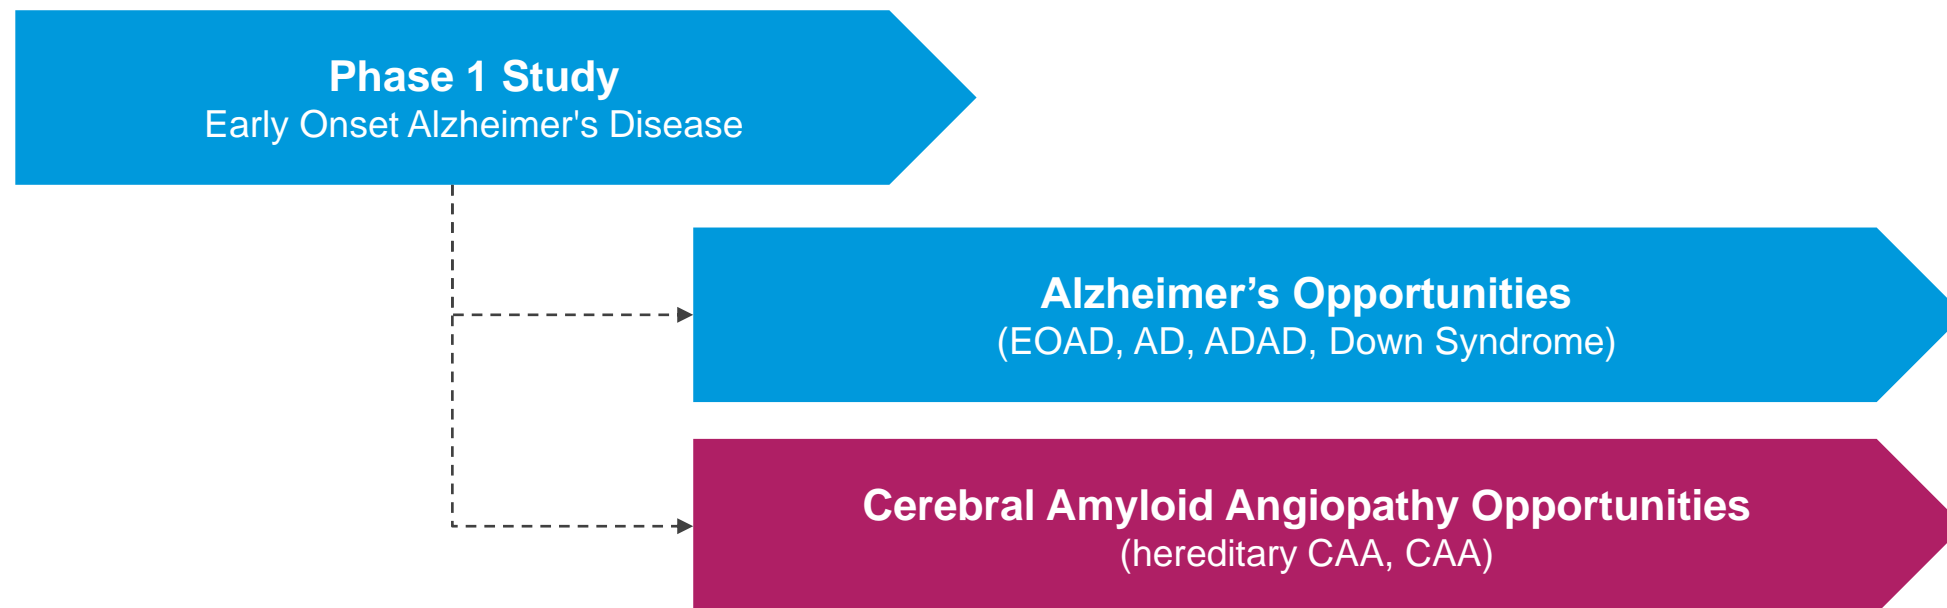 Phase 1 Study
Early Onset Alzheimer's Disease
Alzheimer’s Opportunities
(EOAD, AD, ADAD, Down Syndrome)
Cerebral Amyloid Angiopathy Opportunities
(hereditary CAA, CAA)